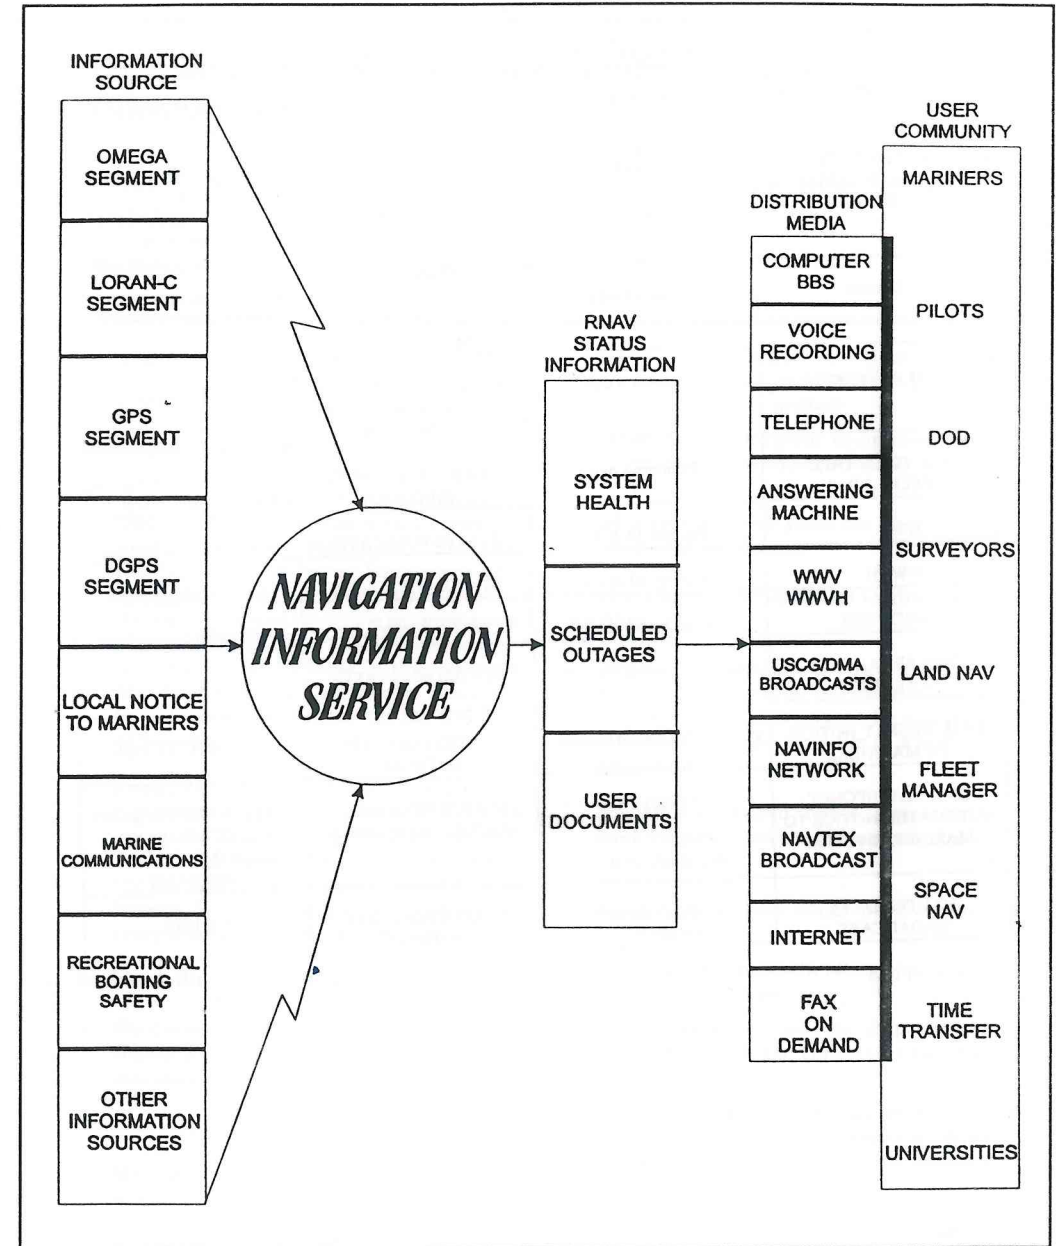 INFORMATION
SOURCE
OMEGA
SEGMENT
LORAN-C
SEGMENT
GPS
SEGMENT
DGPS
SEGMENT
LOCAL NOTICE
TO MARINERS
MARINE
COMMUNICATIONS
RECREATIONAL
BOATING
SAFETY
OTHER
INFORMATION
SOURCES
NAVIGATION
INFORMATION
SERVICE
RNAV
STATUS
INFORMATION
SYSTEM
HEALTH
SCHEDULED
OUTAGES
USER
DOCUMENTS
DISTRIBUTION
MEDIA
COMPUTER
BBS
VOICE
RECORDING
TELEPHONE
ANSWERING
MACHINE
WWV
WWVH
USCG/DMA
BROADCASTS
NAVINFO
NETWORK
NAVTEX
BROADCAST
INTERNET
FAX
ON
DEMAND
USER
COMMUNITY
MARINERS
PILOTS
DOD
SURVEYORS
LAND NAV
FLEET
MANAGER
SPACE
NAV
TIME
TRANSFER
UNIVERSITIES